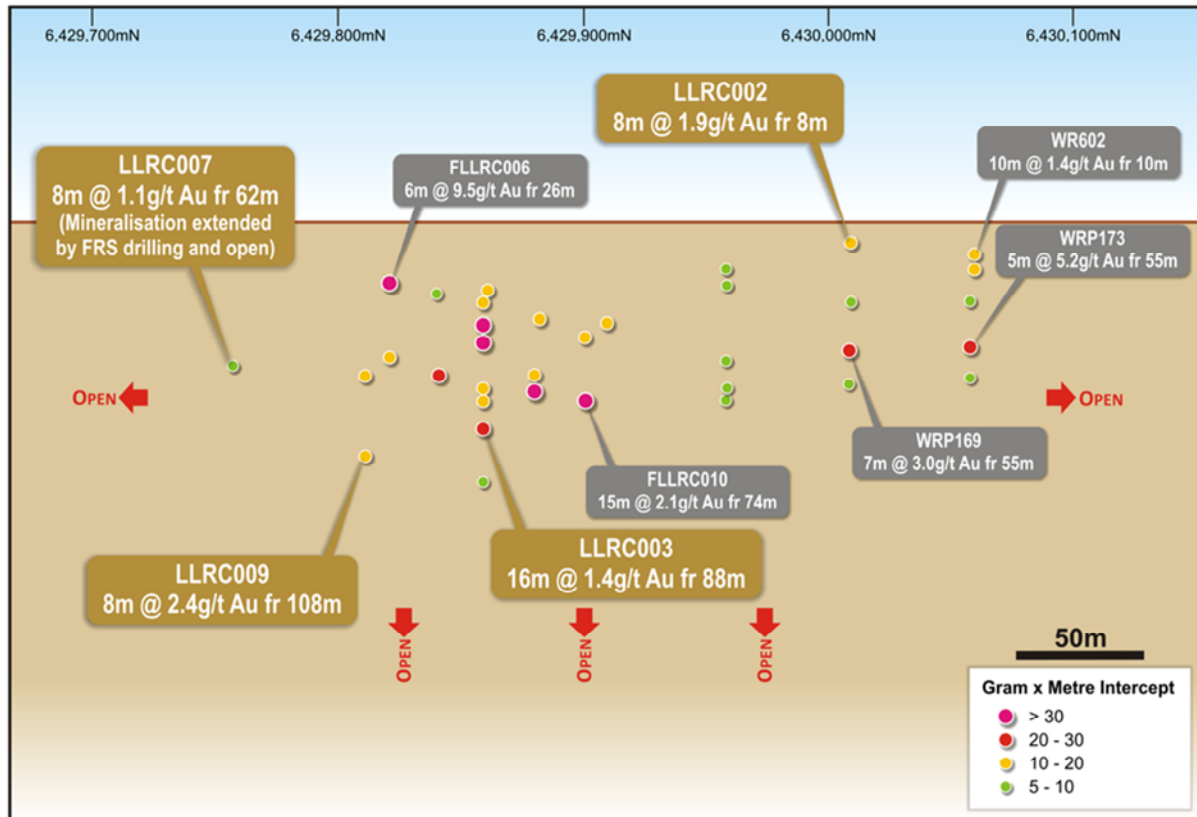 6,429,700mN
6,429,800mN
6,429,900mN
6,430,000mN
6,430,100mN
LLRC002
8m @ 1.9g/t Au fr 8m
WR602
10m @ 1.4g/t Au fr 10m
LLRC007
8m @ 1.1g/t Au fr 62m
(Mineralisation extended
by FRS drilling and open)
FLLRC006
6m @ 9.5g/t Au fr 26m
WRP173
5m @ 5.2g/t Au fr 55m
OPEN
OPEN
WRP169
7m @ 3.0g/t Au fr 55m
FLLRC010
15m @ 2.1g/t Au fr 74m
LLRC009
8m @ 2.4g/t Au fr 108m
LLRC003
16m @ 1.4g/t Au fr 88m
OPEN
OPEN
OPEN
50m
Gram x Metre Intercept
> 30
20 - 30
10 - 20
5 - 10